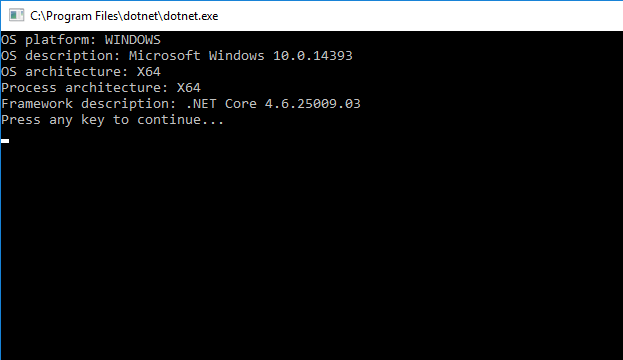 C:\Program Files\dotnet\dotnet.exe
OS platform: WINDOWS
OS description: Microsoft Windows 10.0.14393
OS architecture: X64
Process architecture: X64
Framework description: .NET Core 4.6.25009.03
Press any key to continue...